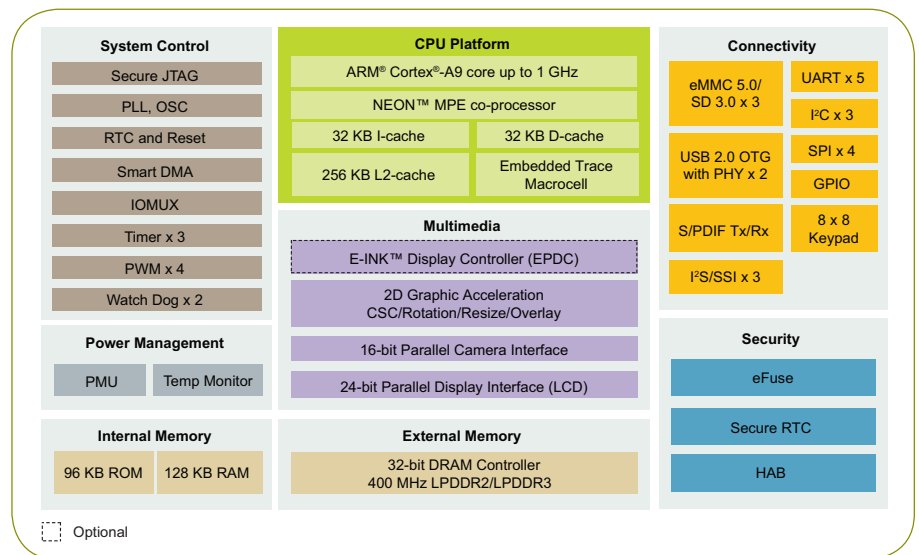 System Control
Secure JTAG
PLL, OSC
RTC and Reset
Smart DMA
IOMUX
Timer x 3
PWM x 4
Watch Dog x 2
Power Management
PMU
Temp Monitor
Internal Memory
96 KB ROM
128 KB RAM
CPU Platform
ARM® Cortex®-A9 core up to 1 GHz
NEON™ MPE co-processor
32 KB I-cache
32 KB D-cache
256 KB L2-cache
Embedded Trace
Macrocell
Multimedia
E-INK™ Display Controller (EPDC)
2D Graphic Acceleration
CSC/Rotation/Resize/Overlay
16-bit Parallel Camera Interface
24-bit Parallel Display Interface (LCD)
External Memory
32-bit DRAM Controller
400 MHz LPDDR2/LPDDR3
Connectivity
eMMC 5.0/
SD 3.0 x 3
USB 2.0 OTG
with PHY x 2
S/PDIF Tx/Rx
I²S/SSI x 3
UART x 5
I²C x 3
SPI x 4
GPIO
8 x 8
Keypad
Security
eFuse
Secure RTC
HAB
Optional